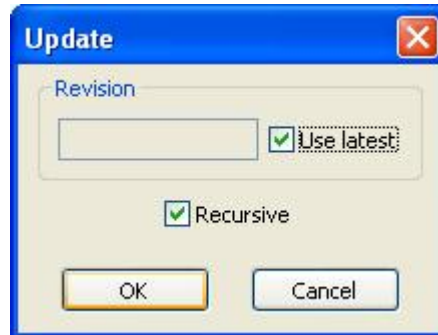 Update
Revision
Use latest
Recursive
OK
Cancel